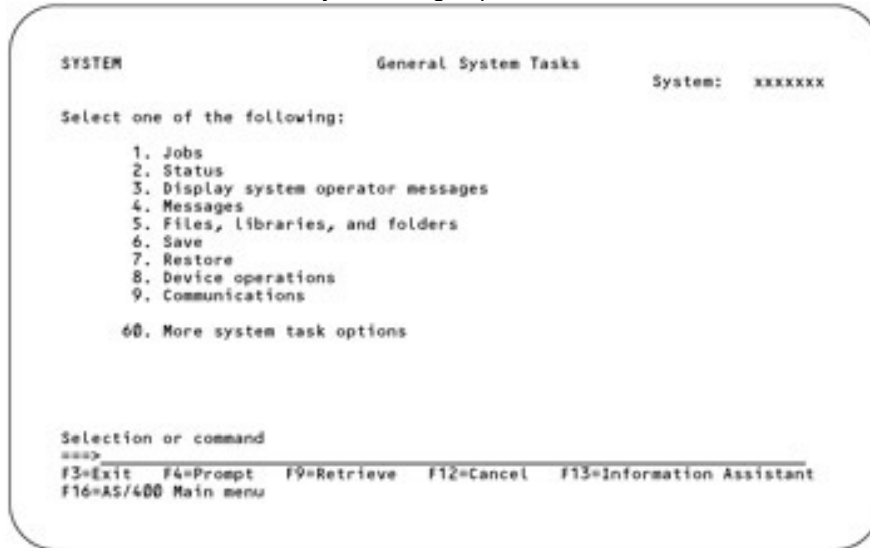 SYSTEM General System Tasks
System: xxxxxxx
Select one of the following:
1. Jobs
2. Status
3. Display system operator messages
4. Messages
5. Files, libraries, and folders
6. Save
7. Restore
8. Device operations
9. Communications
60. More system task options
Selection or command
===>
F3=Exit F4=Prompt F9=Retrieve F12=Cancel F13=Information Assistant
F16=AS/400 Main menu